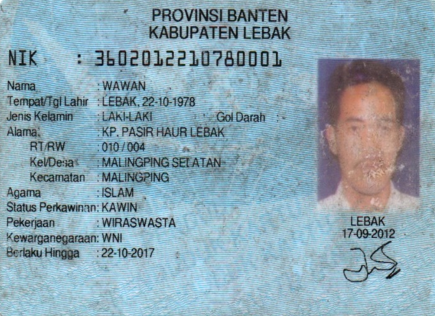 PROVINSI BANTEN
KABUPATEN LEBAK
NIK : 3602012210780001
Nama : WAWAN
Tempat/Tgl Lahir : LEBAK, 22-10-1978
Jenis Kelamin : LAKI-LAKI Gol Darah : -
Alama : KP. PASIR HAUR LEBAK
RT/RW : 010 / 004
Kel/Desa : MALINGPING SELATAN
Kecamatan : MALINGPING
Agama : ISLAM
Status Perkawinan: KAWIN
Pekerjaan : WIRASWASTA
Kewarganegaraan: WNI
Berlaku Hingga : 22-10-2017
LEBAK
17-09-2012